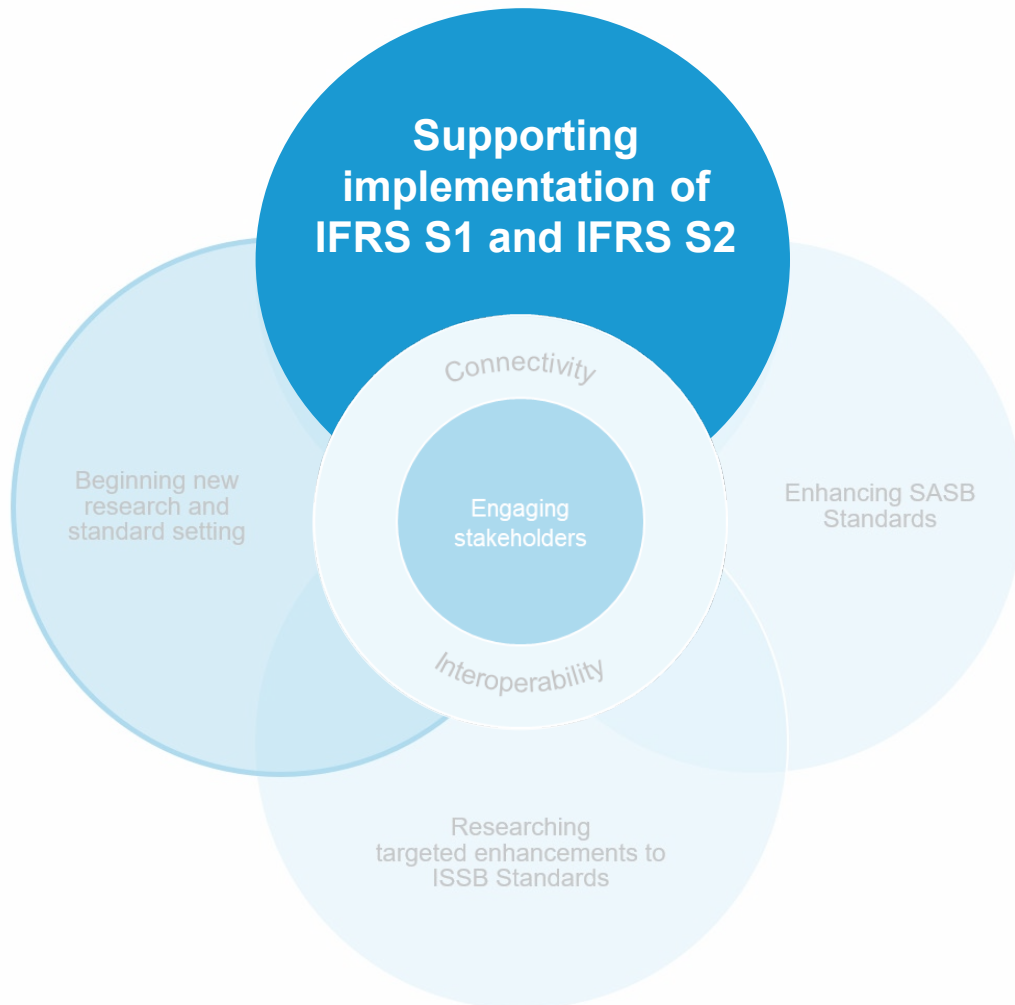 Supporting
implementation of
IFRS S1 and IFRS S2
Connectivity
Beginning new
research and
standard setting
Engaging
stakeholders
Enhancing SASB
Standards
Interoperability
Researching
targeted enhancements to
ISSB Standards